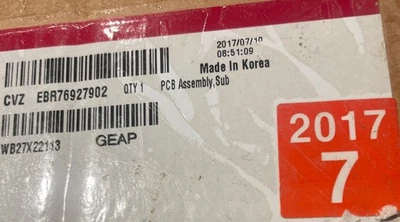 2017/07/10
08:51:09
Made In Korea
CVZ EBR76927902 QTY 1 PCB Assembly,Sub
GEAP
2017
7